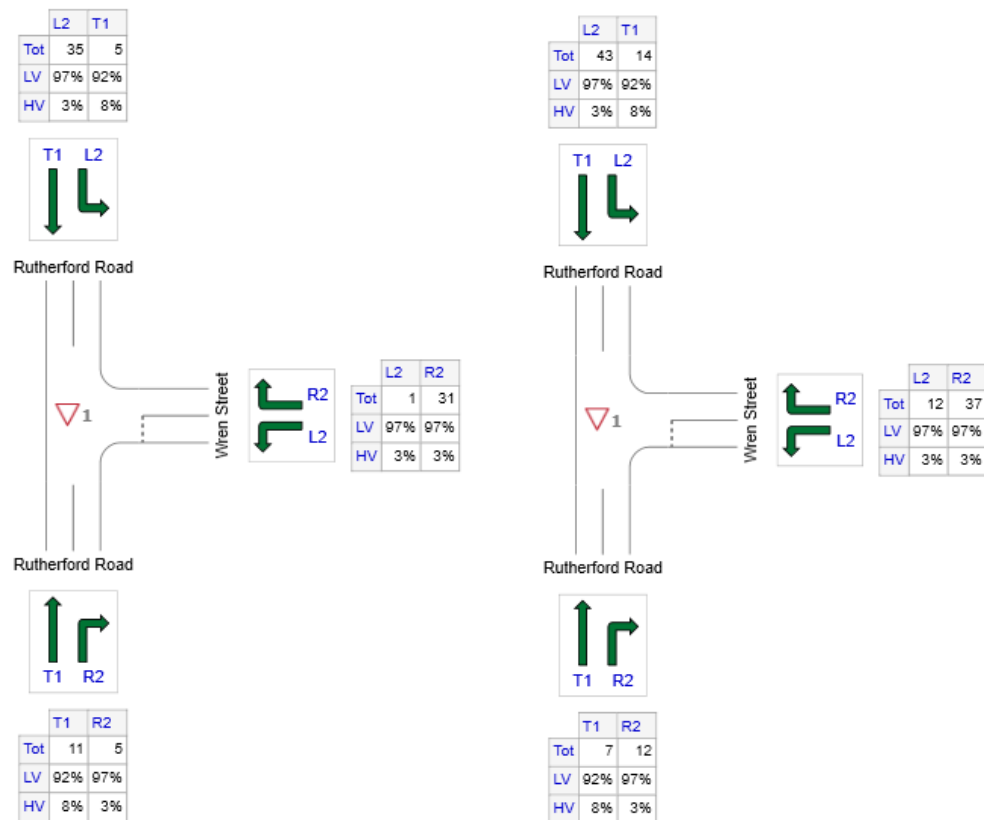 L2 T1
Tot 35 5
LV 97% 92%
HV 3% 8%
T1 L2
Rutherford Road
1
Wren Street
R2
L2
L2 R2
Tot 1 31
LV 97% 97%
HV 3% 3%
Rutherford Road
T1 R2
T1 R2
Tot 11 5
LV 92% 97%
HV 8% 3%
L2 T1
Tot 43 14
LV 97% 92%
HV 3% 8%
T1 L2
Rutherford Road
1
Wren Street
R2
L2
L2 R2
Tot 12 37
LV 97% 97%
HV 3% 3%
Rutherford Road
T1 R2
T1 R2
Tot 7 12
LV 92% 97%
HV 8% 3%